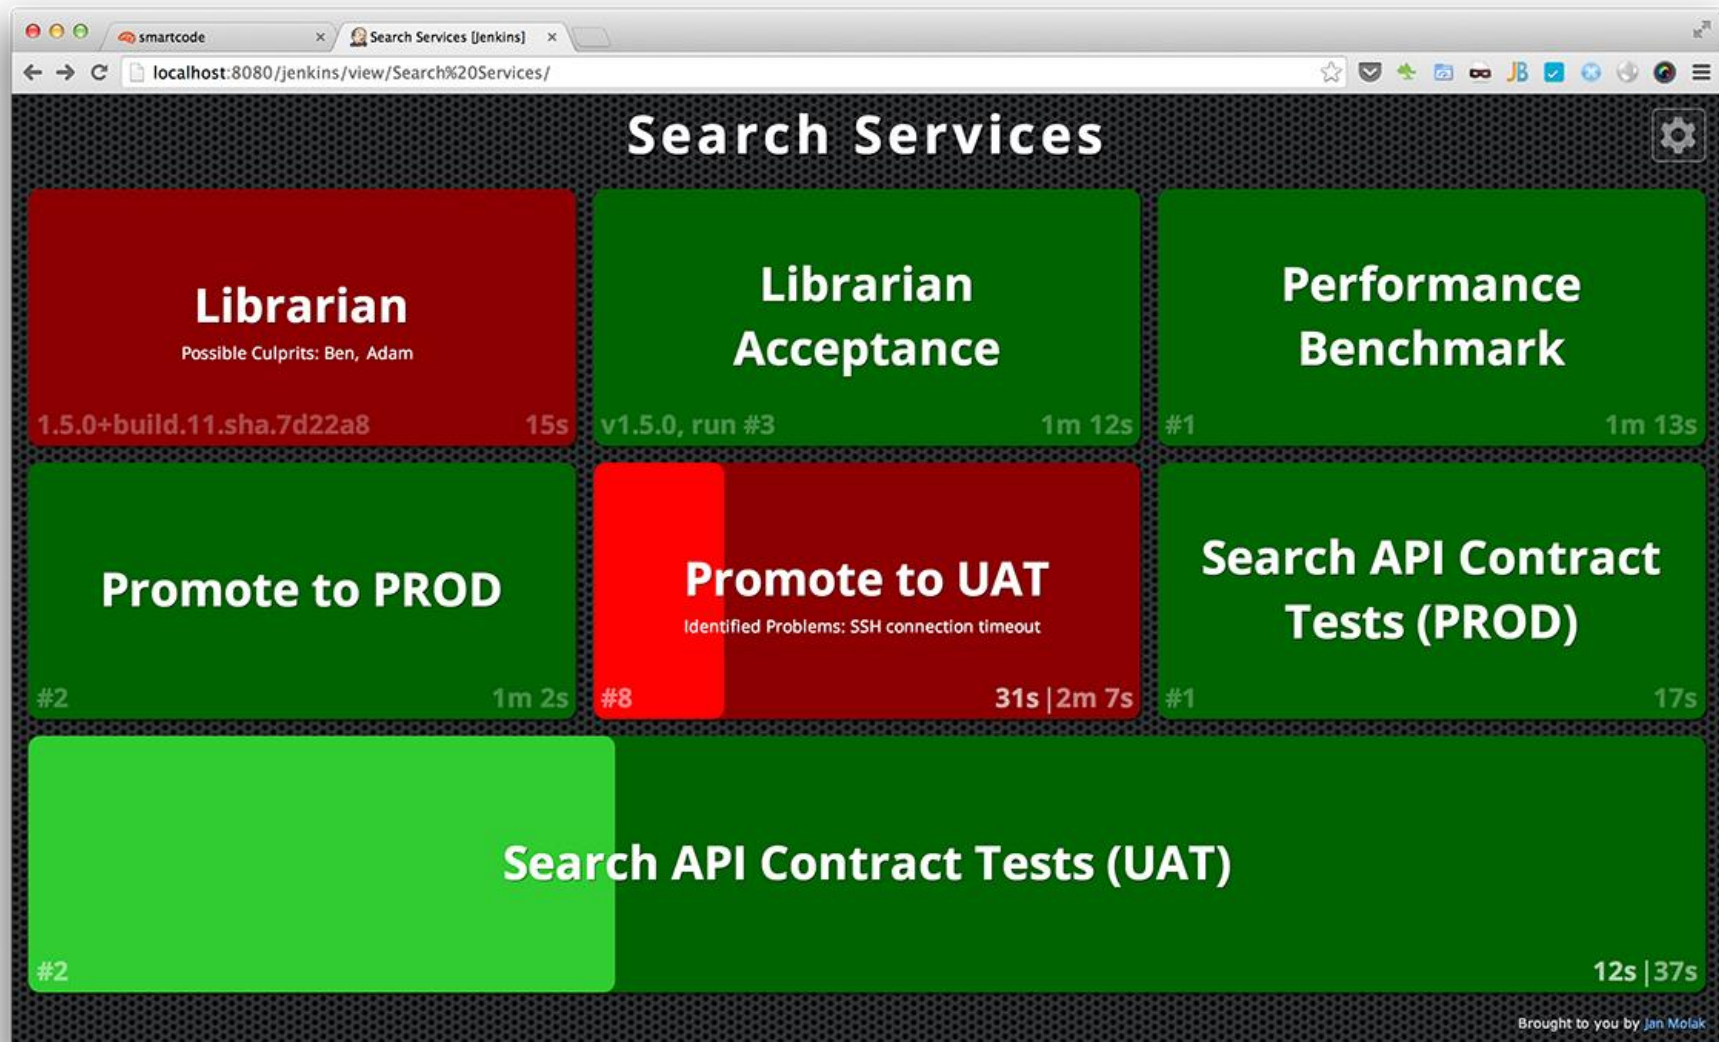 smartcode
Search Services [Jenkins]
localhost:8080/jenkins/view/Search%20Services/
JB
Search Services
Librarian
Possible Culprits: Ben, Adam
1.5.0+build.11.sha.7d22a8 15s
Librarian
Acceptance
v1.5.0, run #3 1m 12s
Performance
Benchmark
#1 1m 13s
Promote to PROD
#2 1m 2s
Promote to UAT
Identified Problems: SSH connection timeout
#8 31s|2m 7s
Search API Contract
Tests (PROD)
#1 17s
Search API Contract Tests (UAT)
#2 12s|37s
Brought to you by Jan Molak